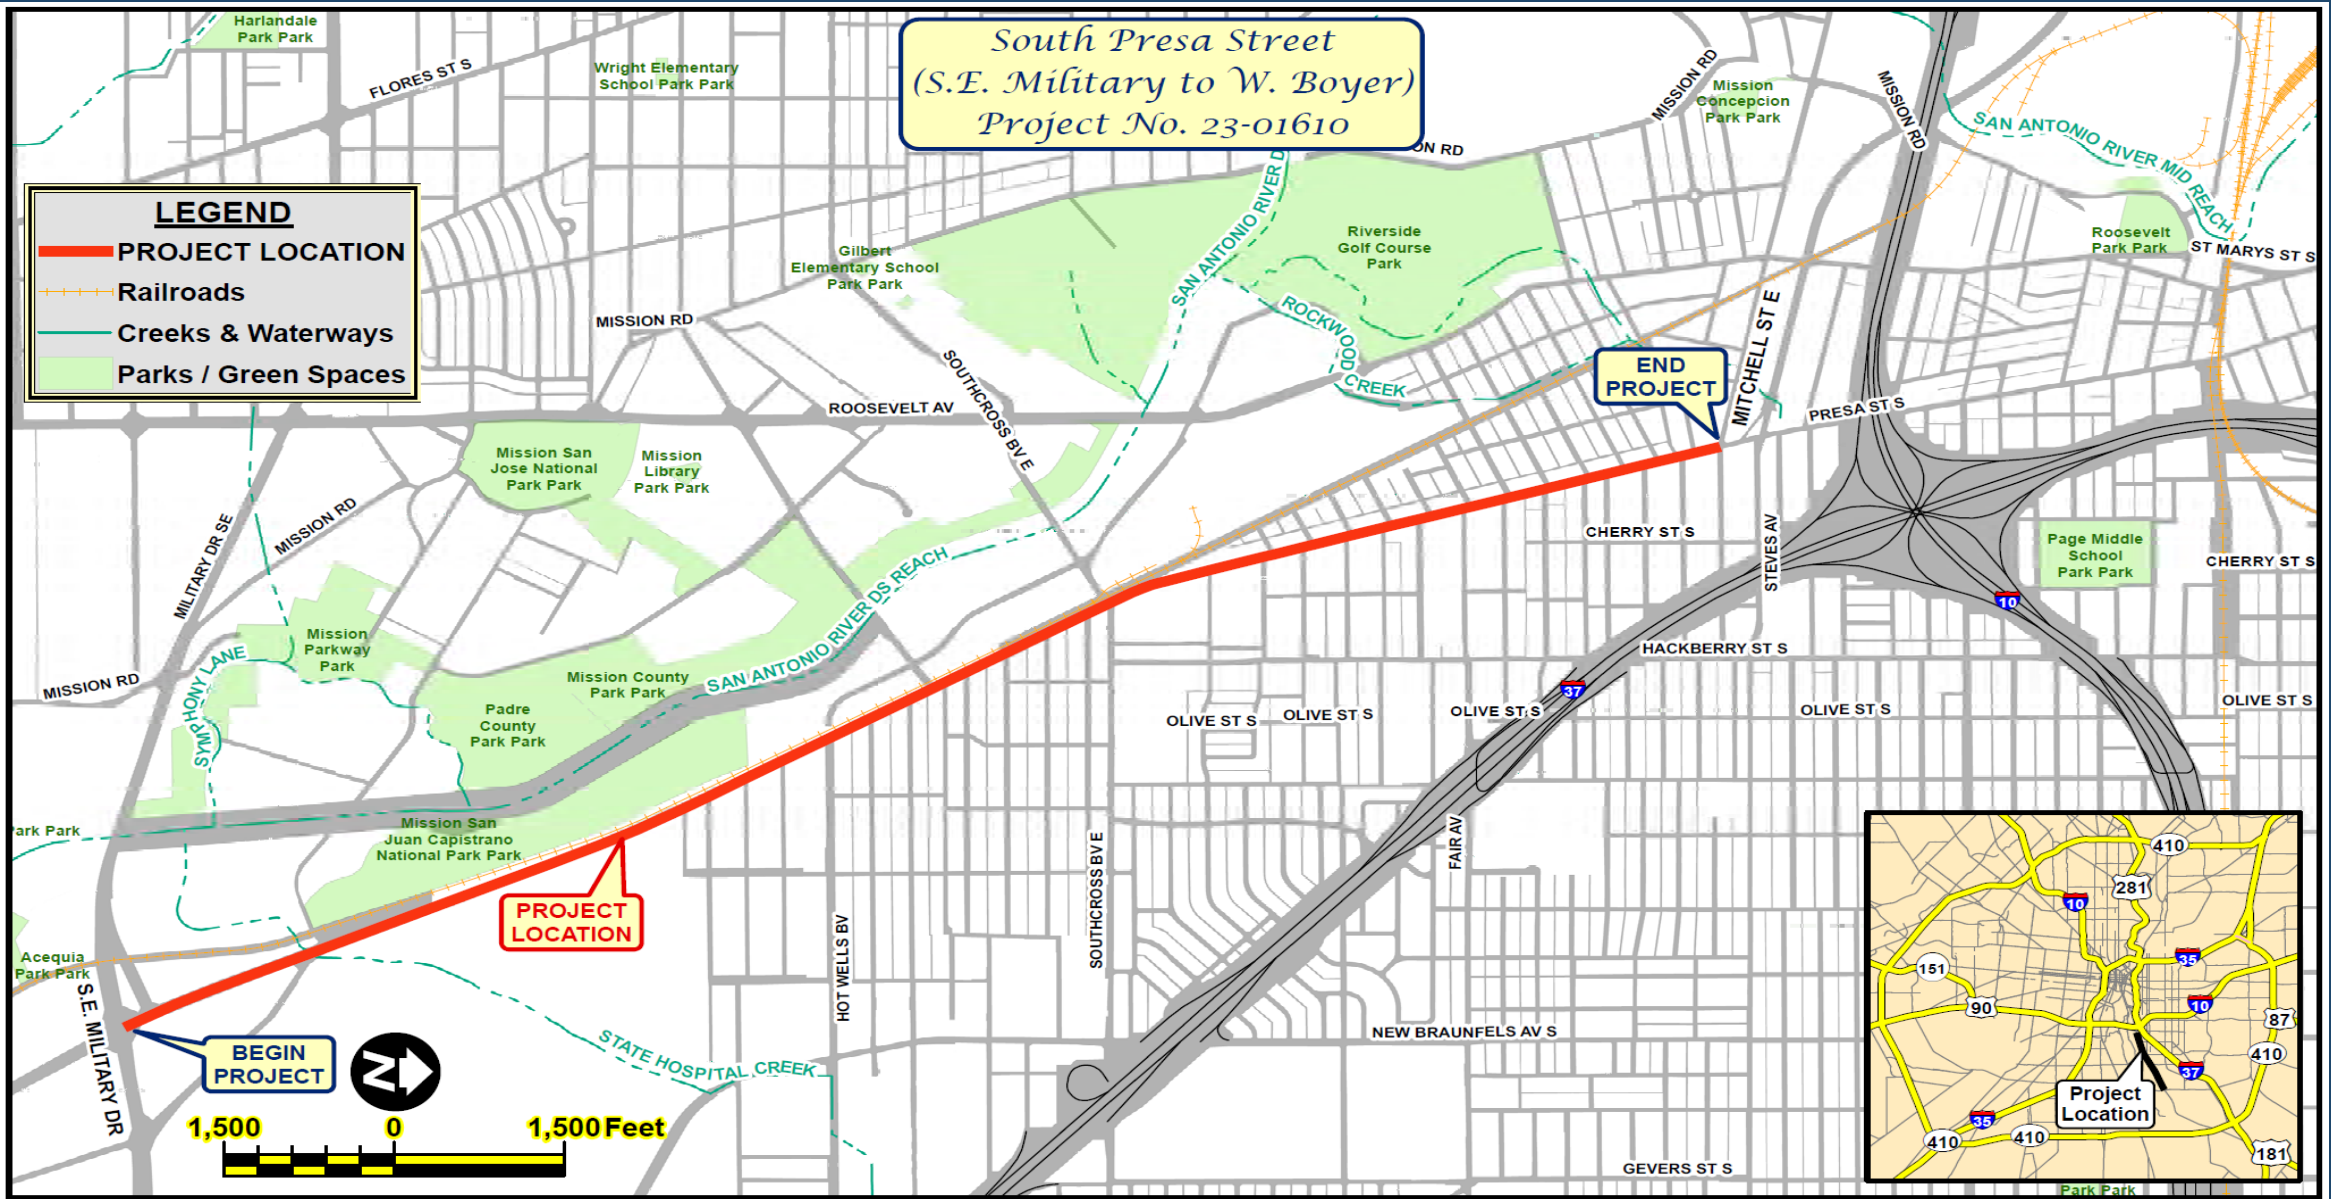 South Presa Street
(S.E. Military to W. Boyer)
Project No. 23-01610
LEGEND
PROJECT LOCATION
Railroads
Creeks & Waterways
Parks / Green Spaces
Harlandale
Park Park
FLORES ST S
Wright Elementary
School Park Park
MISSION RD
Mission
Concepcion
Park Park
MISSION RD
SAN ANTONIO RIVER MID REACH
ON RD
Roosevelt
Park Park
ST MARYS ST S
Gilbert
Elementary School
Park Park
Riverside
Golf Course
Park
SAN ANTONIO RIVER D
ROCKWOOD CREEK
MISSION RD
SOUTHCROSS BV E
ROOSEVELT AV
END
PROJECT
MITCHELL ST E
PRESA ST S
Mission San
Jose National
Park Park
Mission
Library
Park Park
MILITARY DR SE
MISSION RD
CHERRY ST S
STEVES AV
Page Middle
School
Park Park
CHERRY ST S
10
SAN ANTONIO RIVER DS REACH
Mission
Parkway
Park
SYMPHONY LANE
MISSION RD
Mission County
Park Park
Padre
County
Park Park
HACKBERRY ST S
37
OLIVE ST S
OLIVE ST S
OLIVE ST S
OLIVE ST S
OLIVE ST S
ark Park
Mission San
Juan Capistrano
National Park Park
PROJECT
LOCATION
FAIR AV
SOUTHCROSS BV E
HOT WELLS BV
Acequia
Park Park
S.E. MILITARY DR
BEGIN
PROJECT
N
STATE HOSPITAL CREEK
NEW BRAUNFELS AV S
1,500
0
1,500 Feet
GEVERS ST S
410
281
10
35
151
90
10
87
410
37
Project
Location
35
410
410
181
Park Park